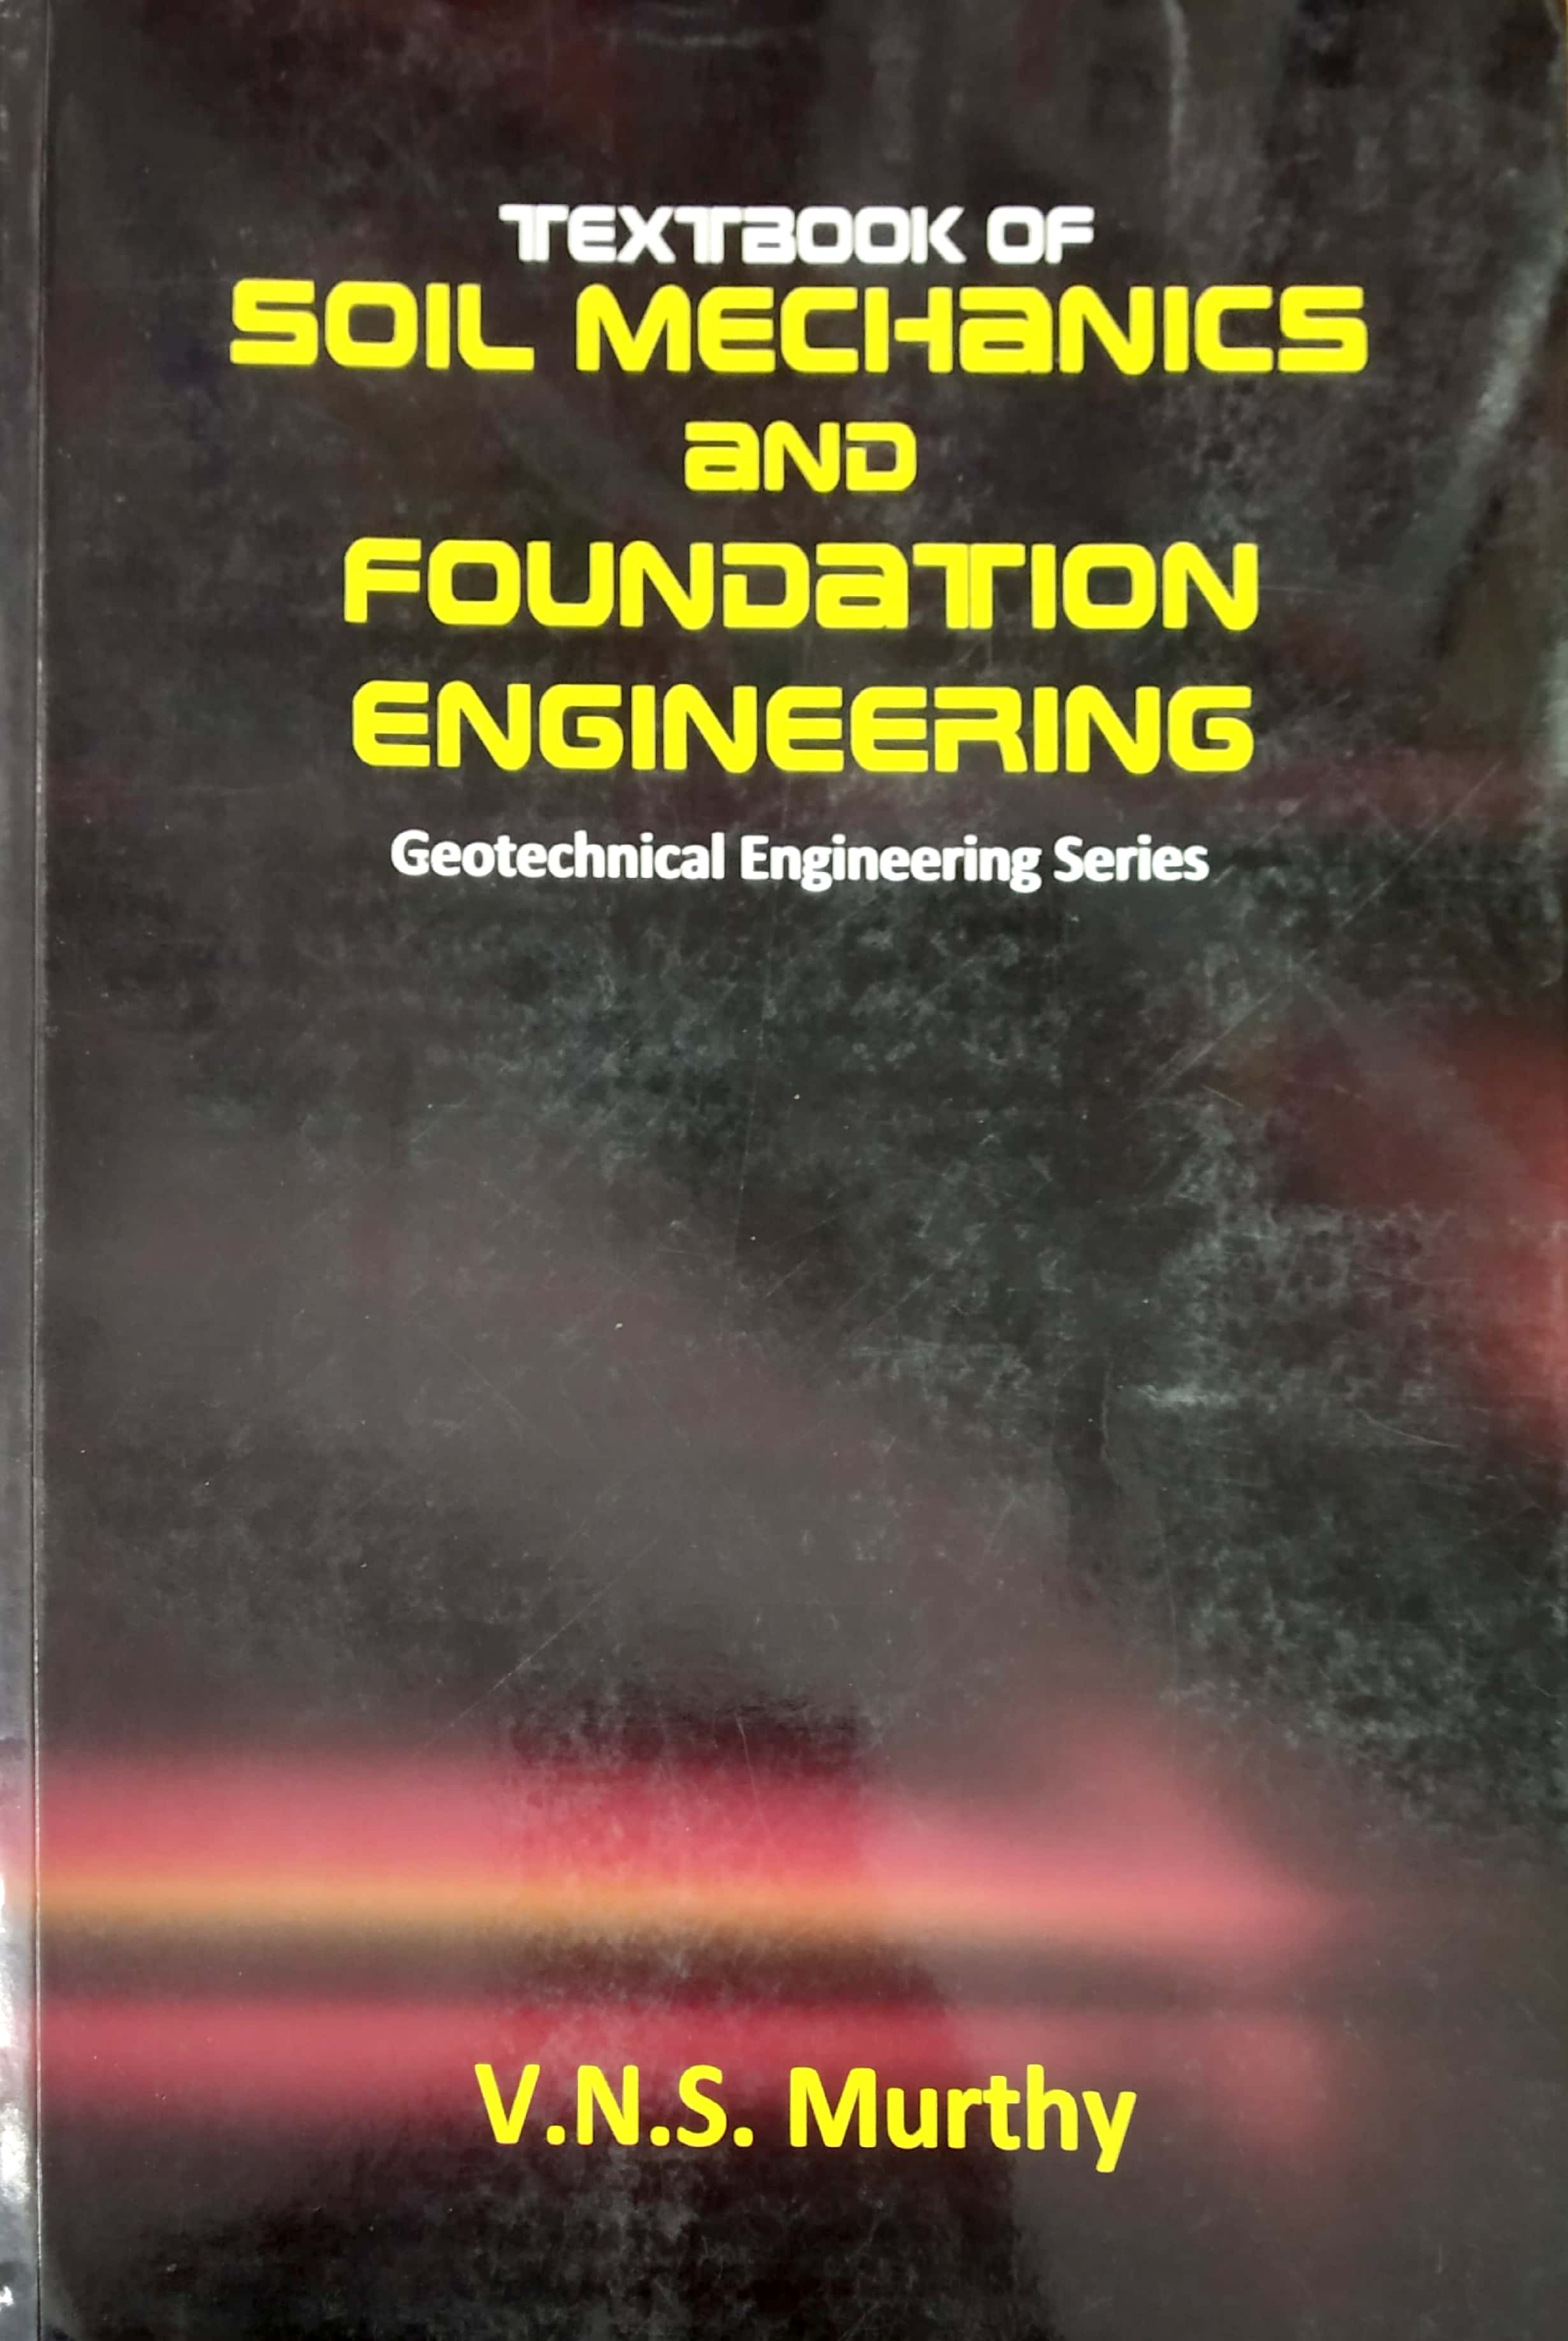 TEXTBOOK OF
SOIL MECHANICS
AND
FOUNDATION
ENGINEERING
Geotechnical Engineering Series
V.N.S. Murthy